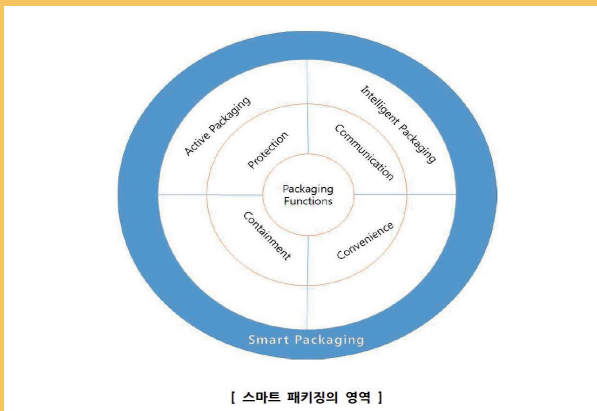 Active Packaging
Intelligent Packaging
Protection
Communication
Packaging
Functions
Containment
Convenience
Smart Packaging
[ 스마트 패키징의 영역 ]